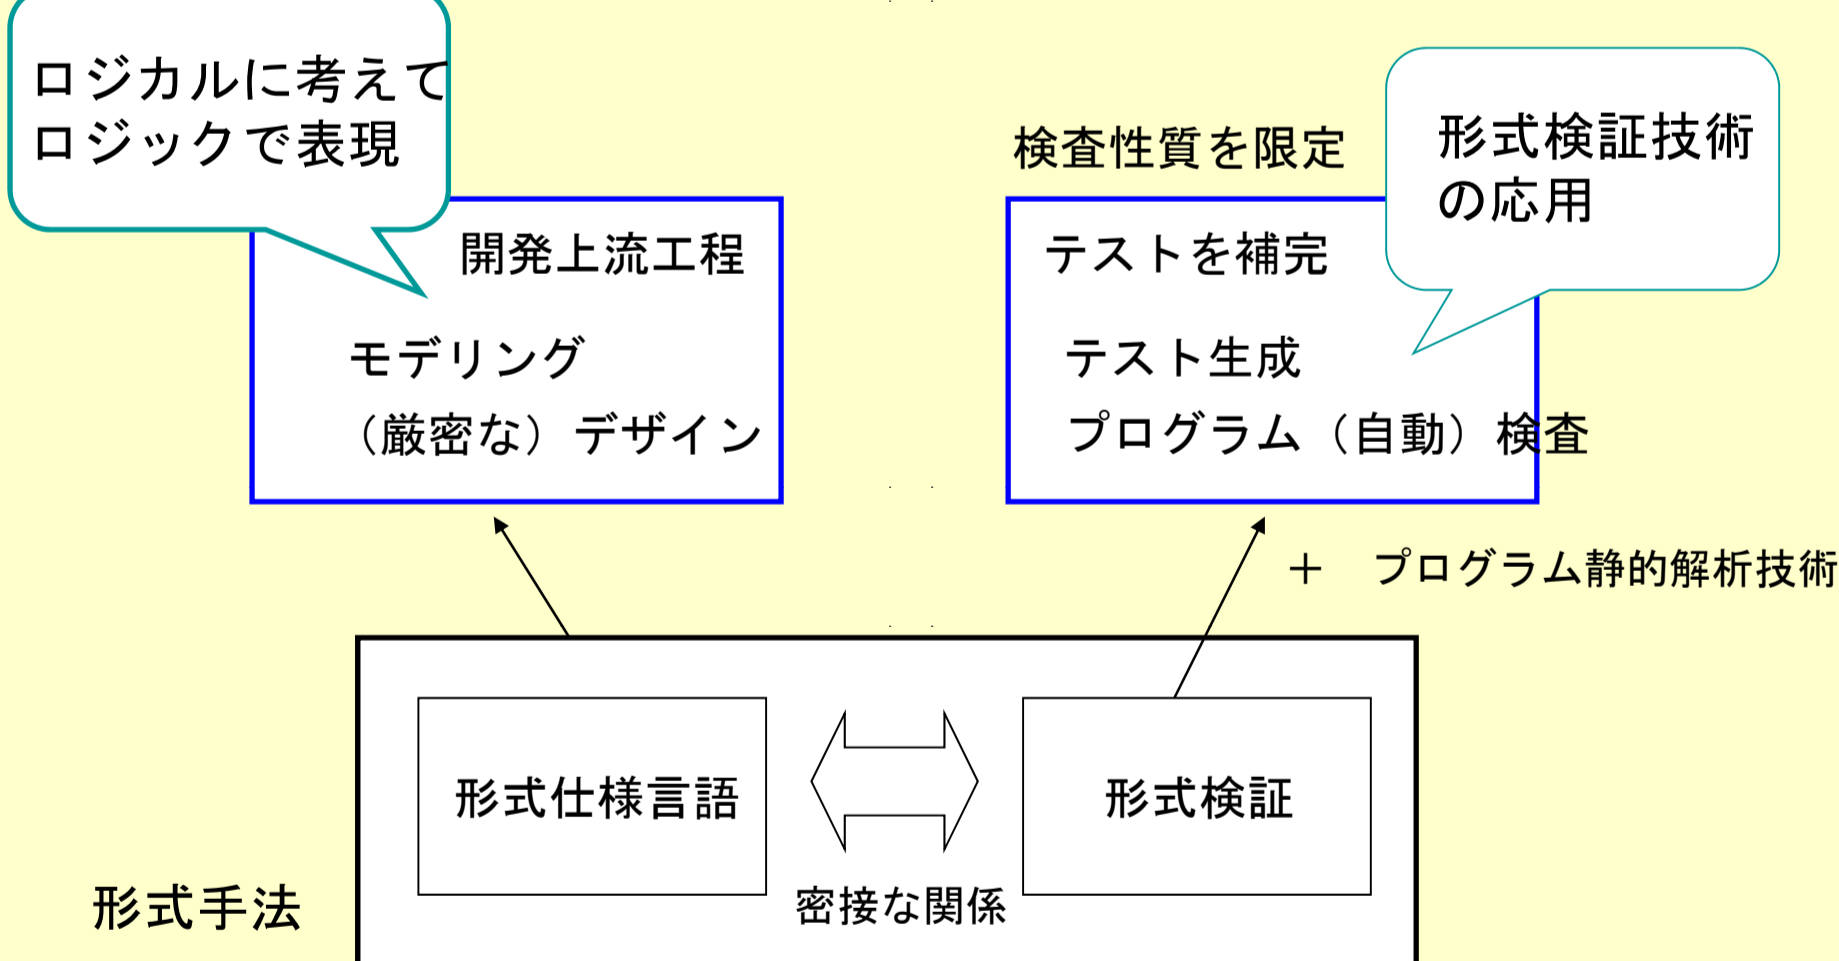 ロジカルに考えて
ロジックで表現
検査性質を限定
形式検証技術
の応用
開発上流工程
モデリング
（厳密な）デザイン
テストを補完
テスト生成
プログラム（自動）検査
＋　プログラム静的解析技術
形式仕様言語
形式検証
密接な関係
形式手法